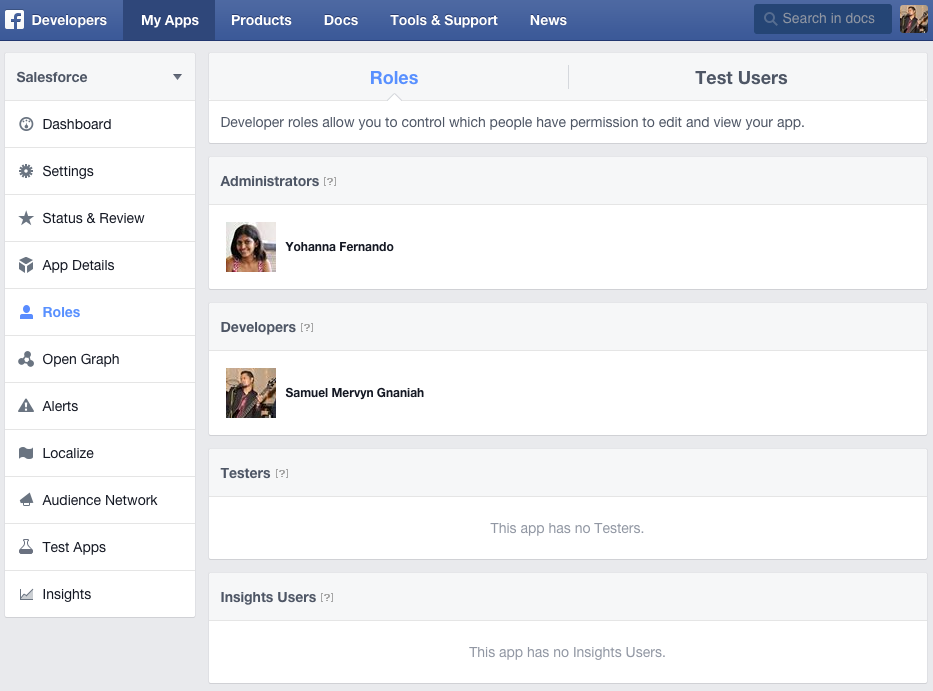 Developers My Apps Products Docs Tools & Support News Search in docs
Salesforce
Dashboard
Settings
Status & Review
App Details
Roles
Open Graph
Alerts
Localize
Audience Network
Test Apps
Insights
Roles Test Users
Developer roles allow you to control which people have permission to edit and view your app.
Administrators [?]
Yohanna Fernando
Developers [?]
Samuel Mervyn Gnaniah
Testers [?]
This app has no Testers.
Insights Users [?]
This app has no Insights Users.